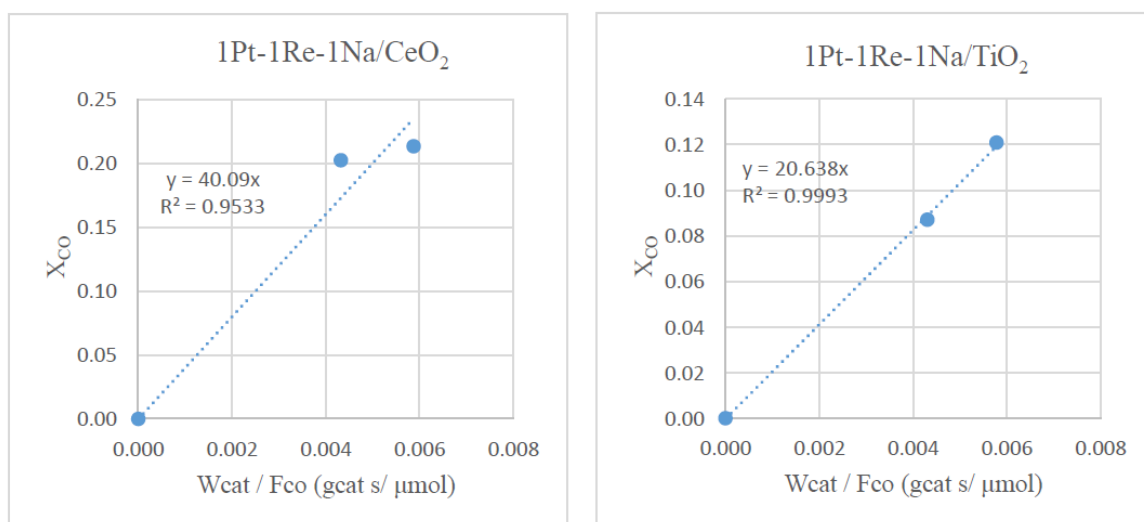 1Pt-1Re-1Na/CeO₂
0.25
0.20
0.15
0.10
0.05
0.00
y = 40.09x
R² = 0.9533
X_CO
0.000 0.002 0.004 0.006 0.008
Wcat / Fco (gcat s/ μmol)
1Pt-1Re-1Na/TiO₂
0.14
0.12
0.10
0.08
0.06
0.04
0.02
0.00
y = 20.638x
R² = 0.9993
X_CO
0.000 0.002 0.004 0.006 0.008
Wcat / Fco (gcat s/ μmol)